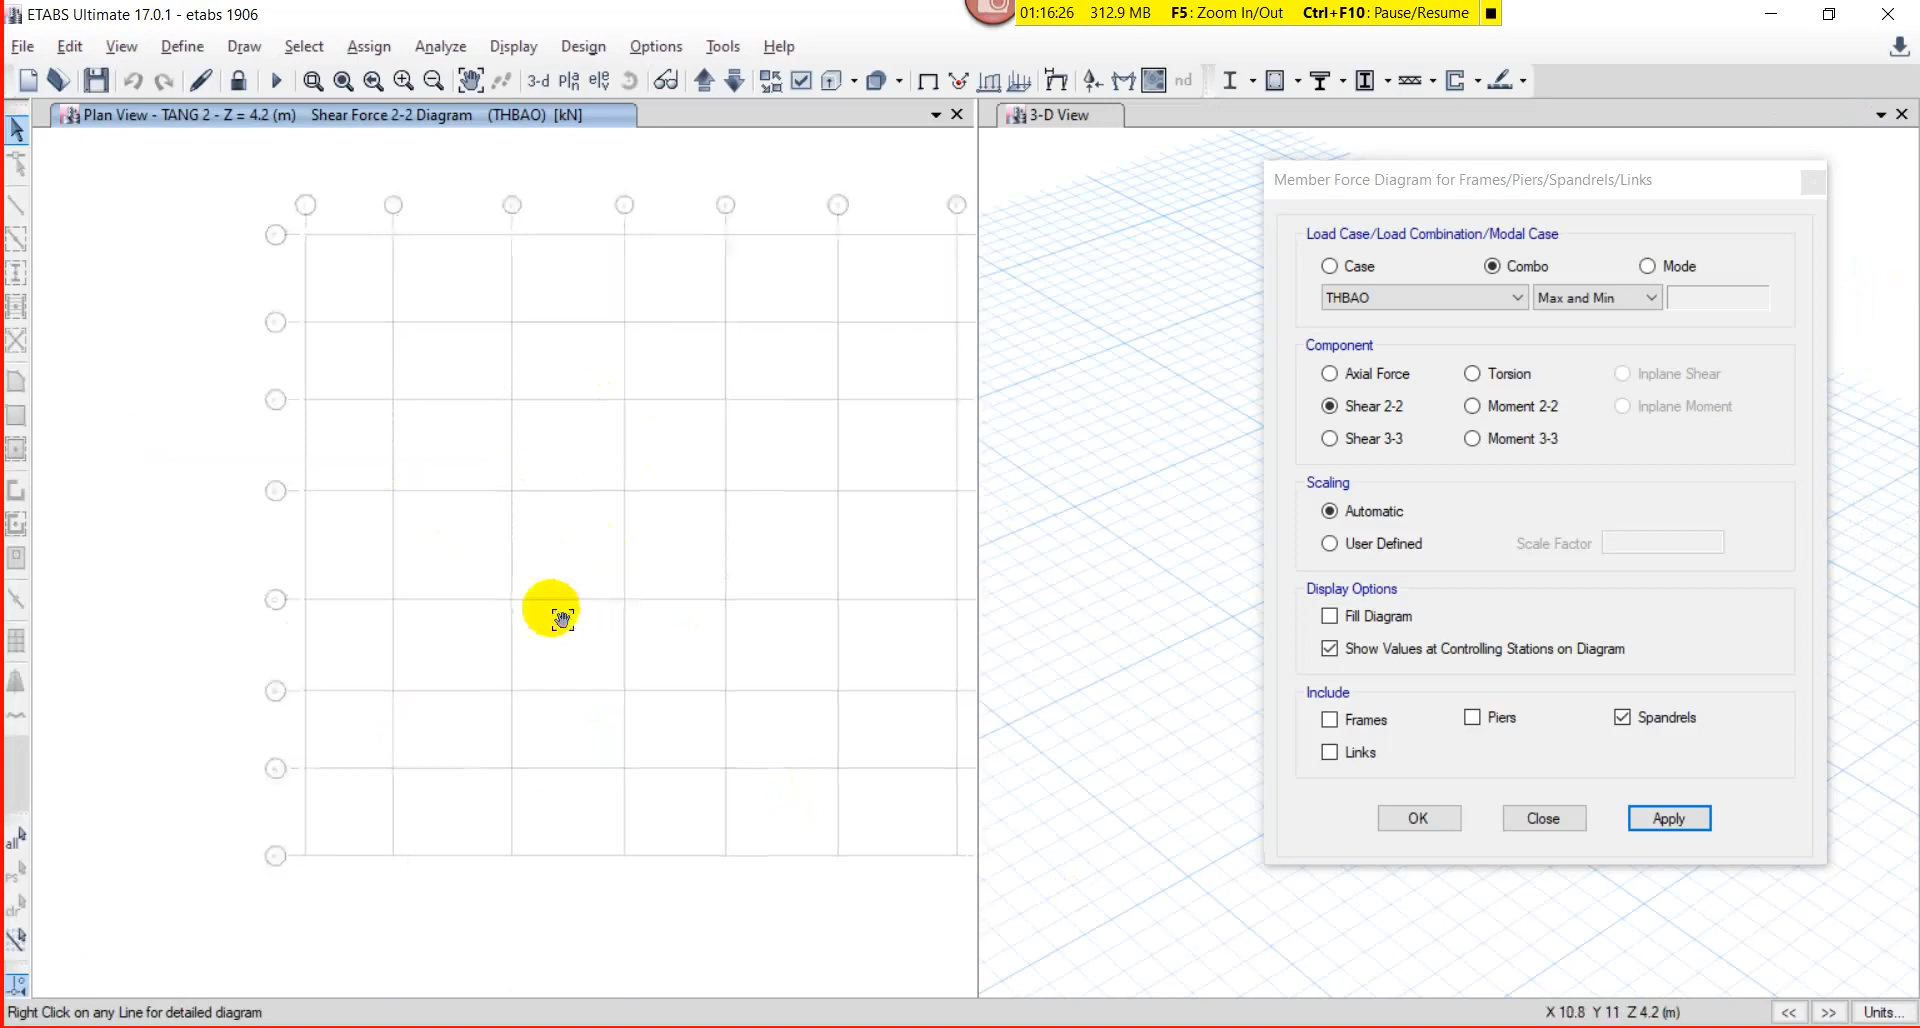 ETABS Ultimate 17.0.1 - etabs 1906
01:16:26 312.9 MB F5: Zoom In/Out Ctrl+F10: Pause/Resume
File Edit View Define Draw Select Assign Analyze Display Design Options Tools Help
3-d nd
Plan View - TANG 2 - Z = 4.2 (m) Shear Force 2-2 Diagram (THBAO) [kN]
3-D View
Member Force Diagram for Frames/Piers/Spandrels/Links
Load Case/Load Combination/Modal Case
Case Combo Mode
THBAO Max and Min
Component
Axial Force Torsion Inplane Shear
Shear 2-2 Moment 2-2 Inplane Moment
Shear 3-3 Moment 3-3
Scaling
Automatic
User Defined Scale Factor
Display Options
Fill Diagram
Show Values at Controlling Stations on Diagram
Include
Frames Piers Spandrels
Links
OK Close Apply
all
ps
clr
Right Click on any Line for detailed diagram
X 10.8 Y 11 Z 4.2 (m) << >> Units...